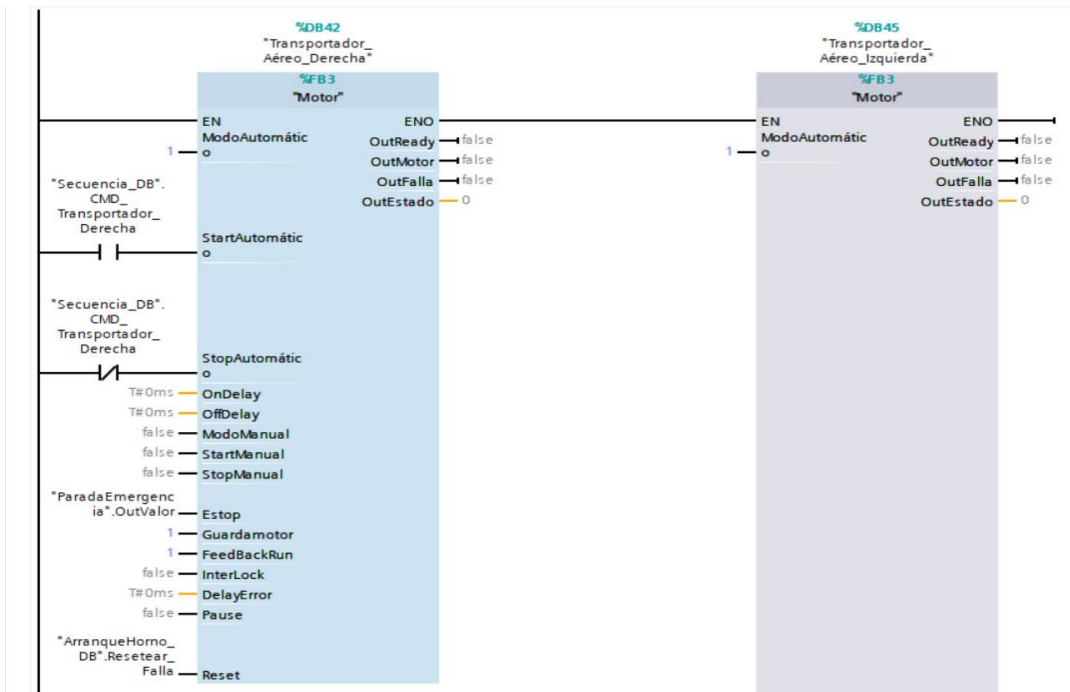 %DB42
"Transportador_
Aéreo_Derecha"
%FB3
"Motor"
EN
ENO
1
ModoAutomátic
o
OutReady
false
OutMotor
false
OutFalla
false
OutEstado
0
"Secuencia_DB".
CMD_
Transportador_
Derecha
StartAutomátic
o
"Secuencia_DB".
CMD_
Transportador_
Derecha
StopAutomátic
o
T#0ms
OnDelay
T#0ms
OffDelay
false
ModoManual
false
StartManual
false
StopManual
"ParadaEmergenc
ia".OutValor
Estop
1
Guardamotor
1
FeedBackRun
false
InterLock
T#0ms
DelayError
false
Pause
"ArranqueHorno_
DB".Resetear_
Falla
Reset
%DB45
"Transportador_
Aéreo_Izquierda"
%FB3
"Motor"
EN
ENO
1
ModoAutomátic
o
OutReady
false
OutMotor
false
OutFalla
false
OutEstado
0